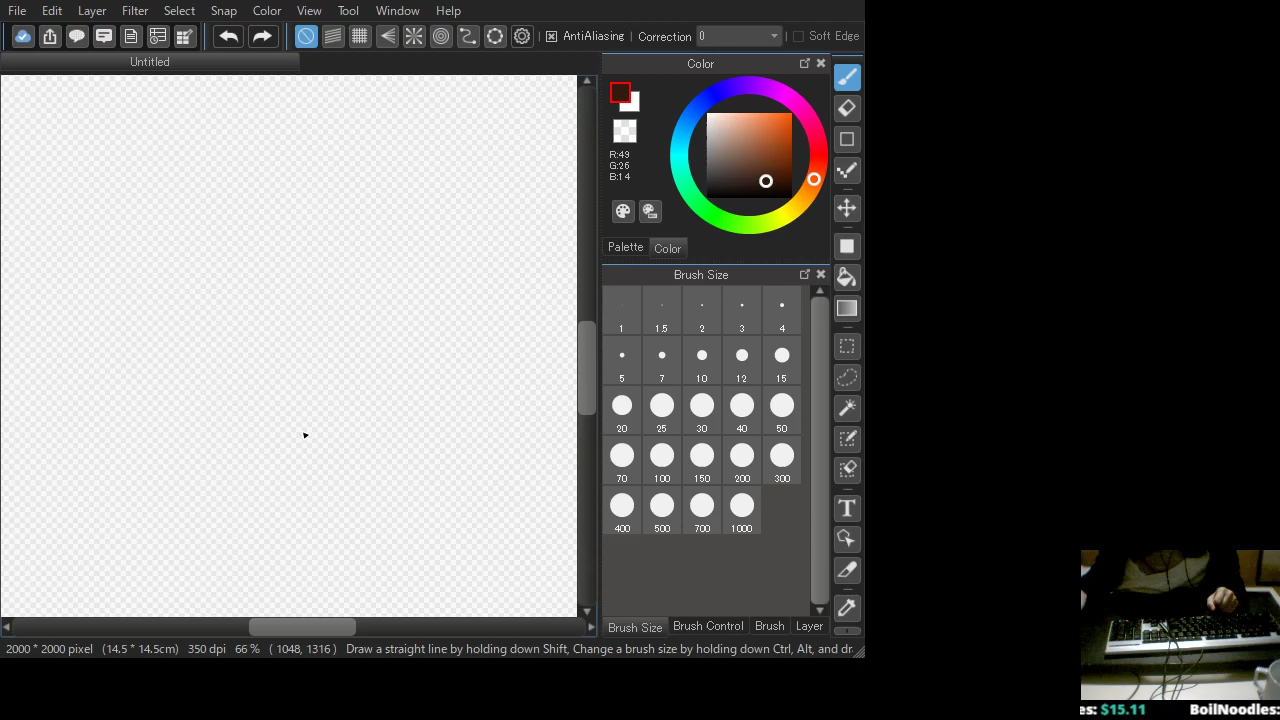 File Edit Layer Filter Select Snap Color View Tool Window Help
AntiAliasing Correction 0 Soft Edge
Untitled
Color
R:49
G:26
B:14
Palette Color
Brush Size
1 1.5 2 3 4
5 7 10 12 15
20 25 30 40 50
70 100 150 200 300
400 500 700 1000
Brush Size Brush Control Brush Layer
2000 * 2000 pixel (14.5 * 14.5cm) 350 dpi 66 % ( 1048, 1316 ) Draw a straight line by holding down Shift, Change a brush size by holding down Ctrl, Alt, and dr
es: $15.11 BoilNoodles: